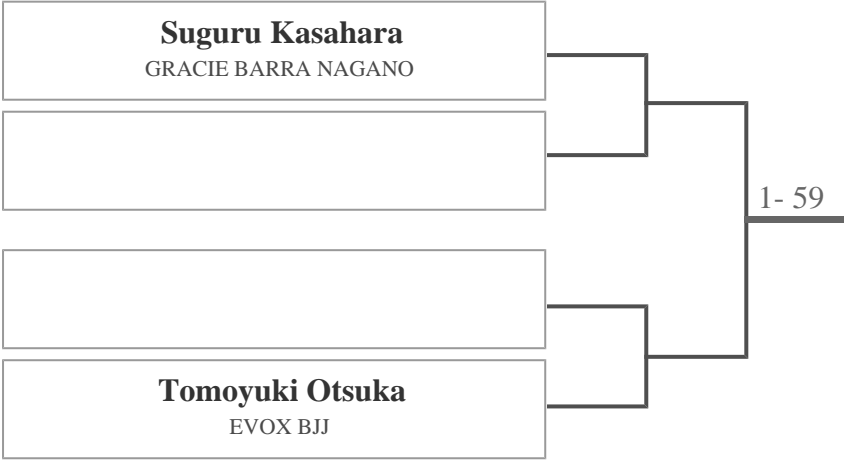 Suguru Kasahara
GRACIE BARRA NAGANO
1- 59
Tomoyuki Otsuka
EVOX BJJ